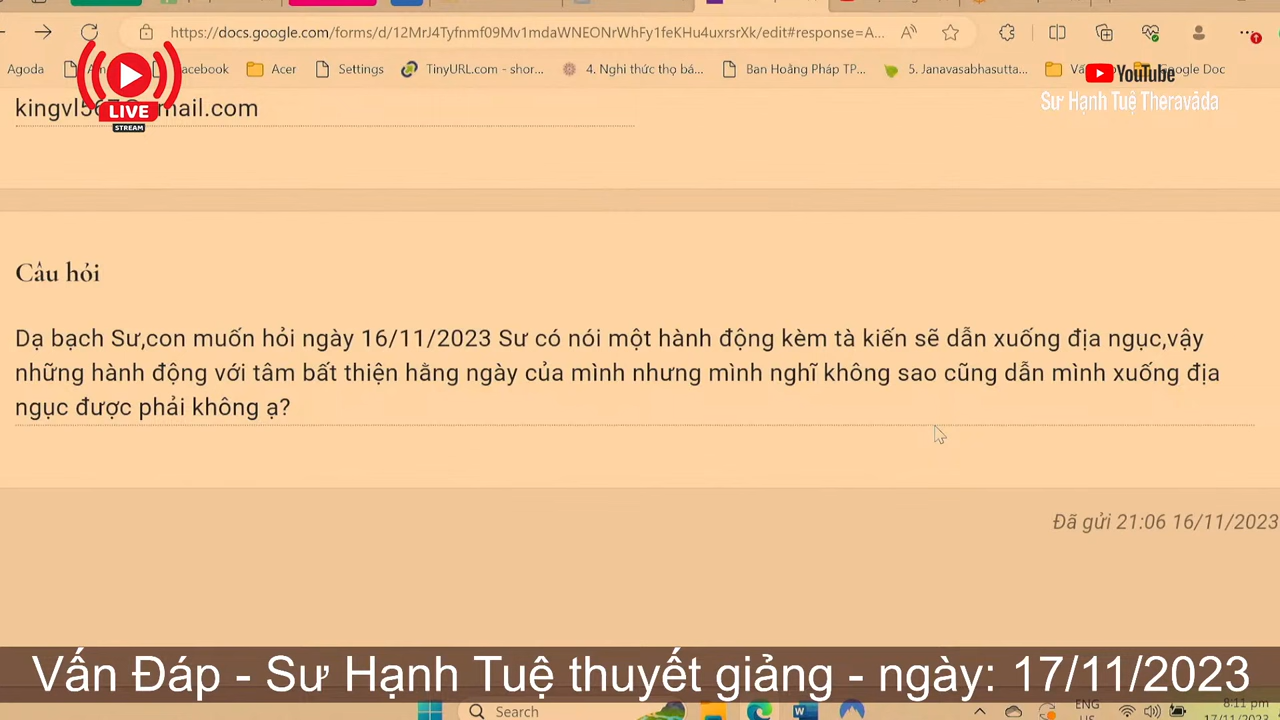 https://docs.google.com/forms/d/12MrJ4Tyfnmf09Mv1mdaWNEONrWhFy1feKHu4uxrsrXk/edit#response=A...
Agoda
Facebook
Acer
Settings
TinyURL.com - shor...
4. Nghi thức thọ bá...
Ban Hoằng Pháp TP...
5. Janavasabhasutta...
Google Doc
LIVE
STREAM
YouTube
Sư Hạnh Tuệ Theravāda
Câu hỏi
Dạ bạch Sư,con muốn hỏi ngày 16/11/2023 Sư có nói một hành động kèm tà kiến sẽ dẫn xuống địa ngục,vậy
những hành động với tâm bất thiện hằng ngày của mình nhưng mình nghĩ không sao cũng dẫn mình xuống địa
ngục được phải không ạ?
Đã gửi 21:06 16/11/2023
Vấn Đáp - Sư Hạnh Tuệ thuyết giảng - ngày: 17/11/2023
Search
ENG
US
8:11 pm
17/11/2023